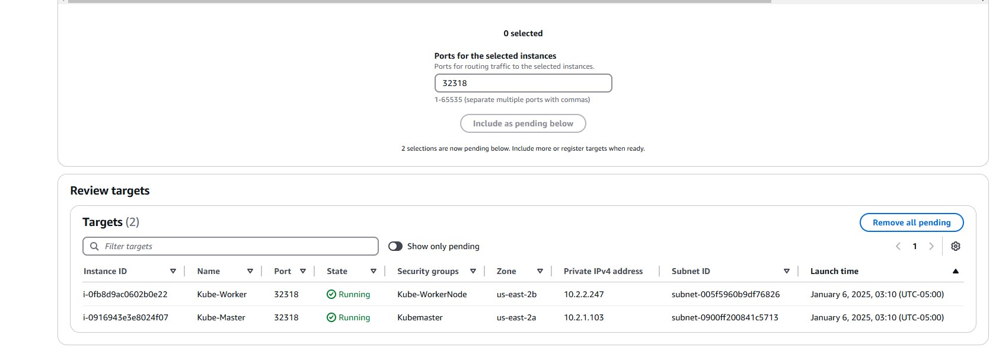 0 selected
Ports for the selected instances
Ports for routing traffic to the selected instances.
32318
1-65535 (separate multiple ports with commas)
Include as pending below
2 selections are now pending below. Include more or register targets when ready.
Review targets
Targets (2)
Remove all pending
Filter targets
Show only pending
1
Instance ID Name Port State Security groups Zone Private IPv4 address Subnet ID Launch time
i-0fb8d9ac0602b0e22 Kube-Worker 32318 Running Kube-WorkerNode us-east-2b 10.2.2.247 subnet-005f5960b9df76826 January 6, 2025, 03:10 (UTC-05:00)
i-0916943e3e8024f07 Kube-Master 32318 Running Kubemaster us-east-2a 10.2.1.103 subnet-0900ff200841c5713 January 6, 2025, 03:10 (UTC-05:00)